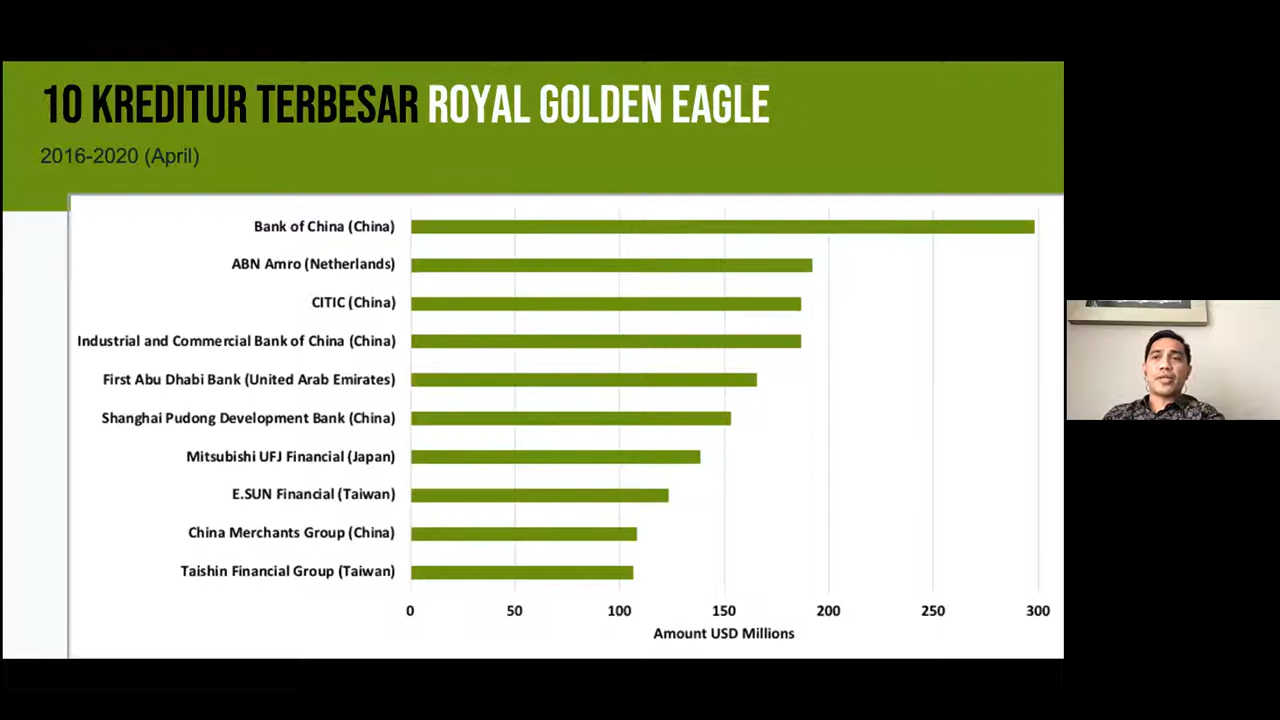 10 KREDITUR TERBESAR ROYAL GOLDEN EAGLE
2016-2020 (April)
Bank of China (China)
ABN Amro (Netherlands)
CITIC (China)
Industrial and Commercial Bank of China (China)
First Abu Dhabi Bank (United Arab Emirates)
Shanghai Pudong Development Bank (China)
Mitsubishi UFJ Financial (Japan)
E.SUN Financial (Taiwan)
China Merchants Group (China)
Taishin Financial Group (Taiwan)
0 50 100 150 200 250 300
Amount USD Millions